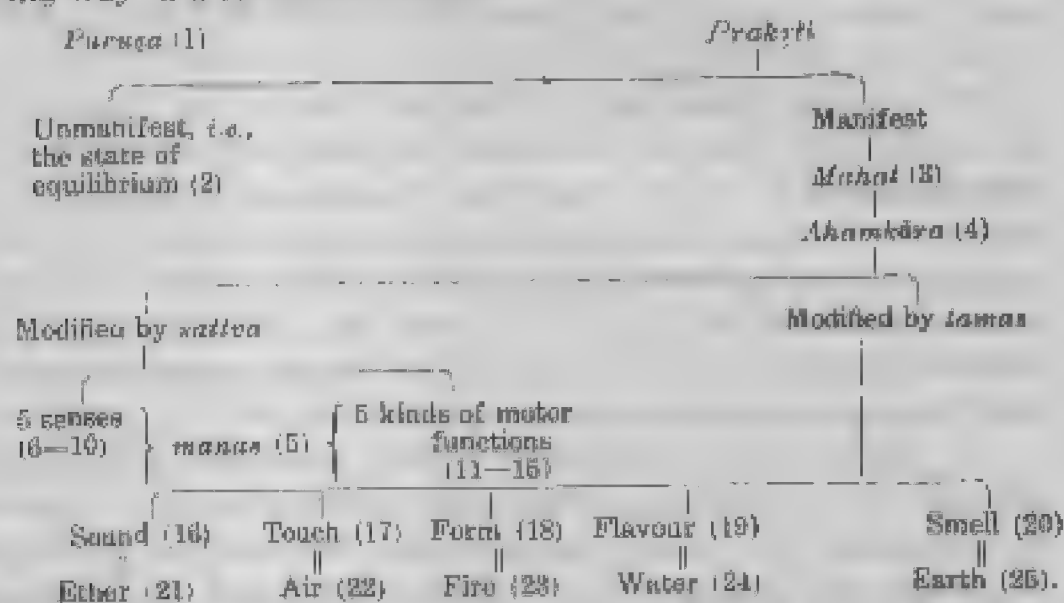 Puruṣa (1) Prakṛti
Unmanifest, i.e., Manifest
the state of
equilibrium (2) Mahat (3)
Ahamkāra (4)
Modified by sattva Modified by tamas
5 senses 5 kinds of motor
(6—10) manas (5) functions
(11—15)
Sound (16) Touch (17) Form (18) Flavour (19) Smell (20)
Ether (21) Air (22) Fire (23) Water (24) Earth (25).